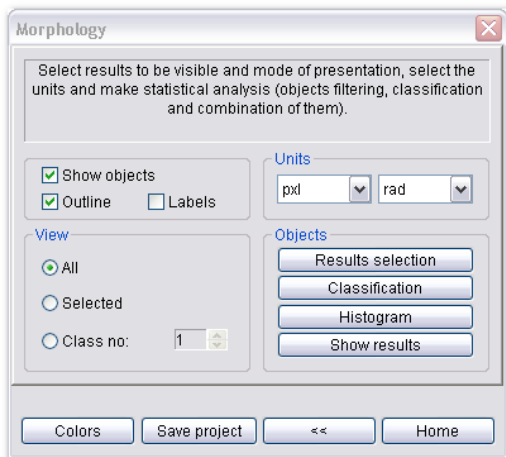 Morphology
Select results to be visible and mode of presentation, select the
units and make statistical analysis (objects filtering, classification
and combination of them).
Show objects
Outline Labels
Units
pxl rad
View
All
Selected
Class no: 1
Objects
Results selection
Classification
Histogram
Show results
Colors Save project << Home